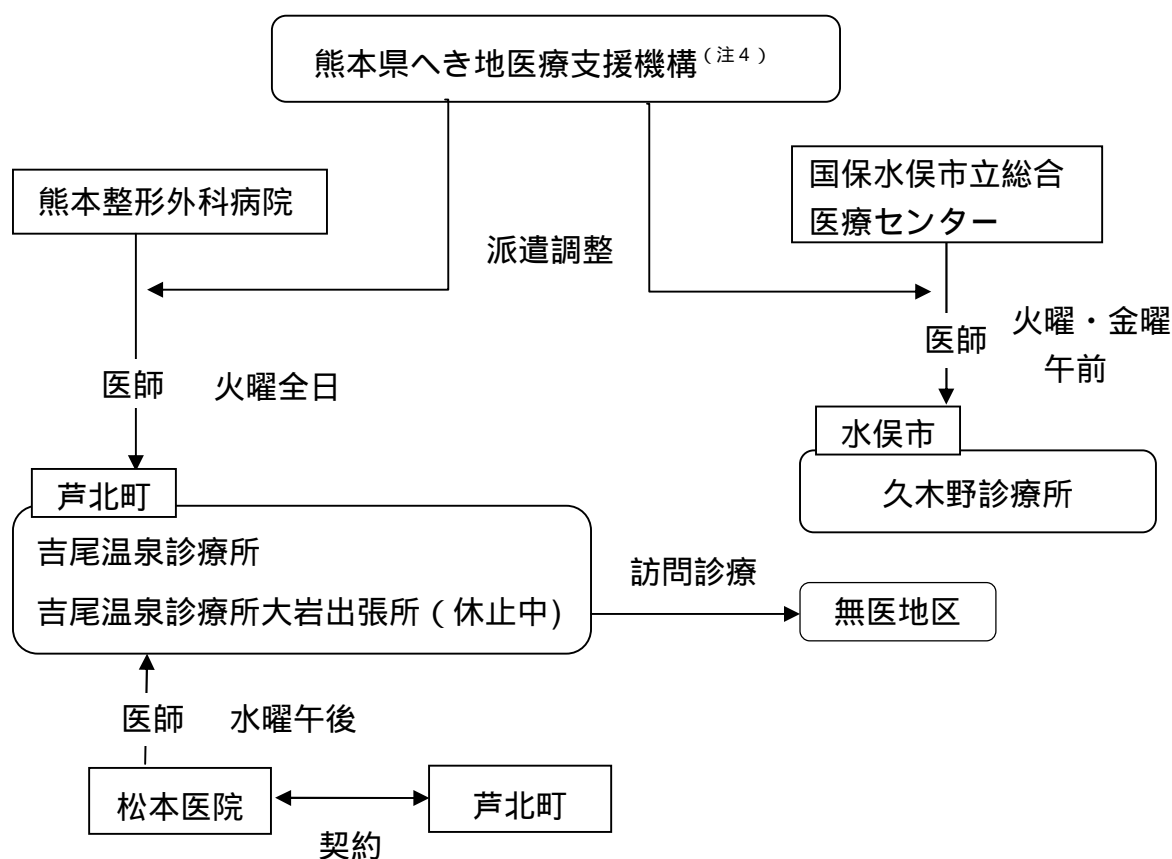 熊本県へき地医療支援機構（注4）
熊本整形外科病院
国保水俣市立総合
医療センター
派遣調整
医師
火曜全日
医師
火曜・金曜
午前
芦北町
水俣市
久木野診療所
吉尾温泉診療所
吉尾温泉診療所大岩出張所（休止中)
訪問診療
無医地区
医師
水曜午後
松本医院
芦北町
契約